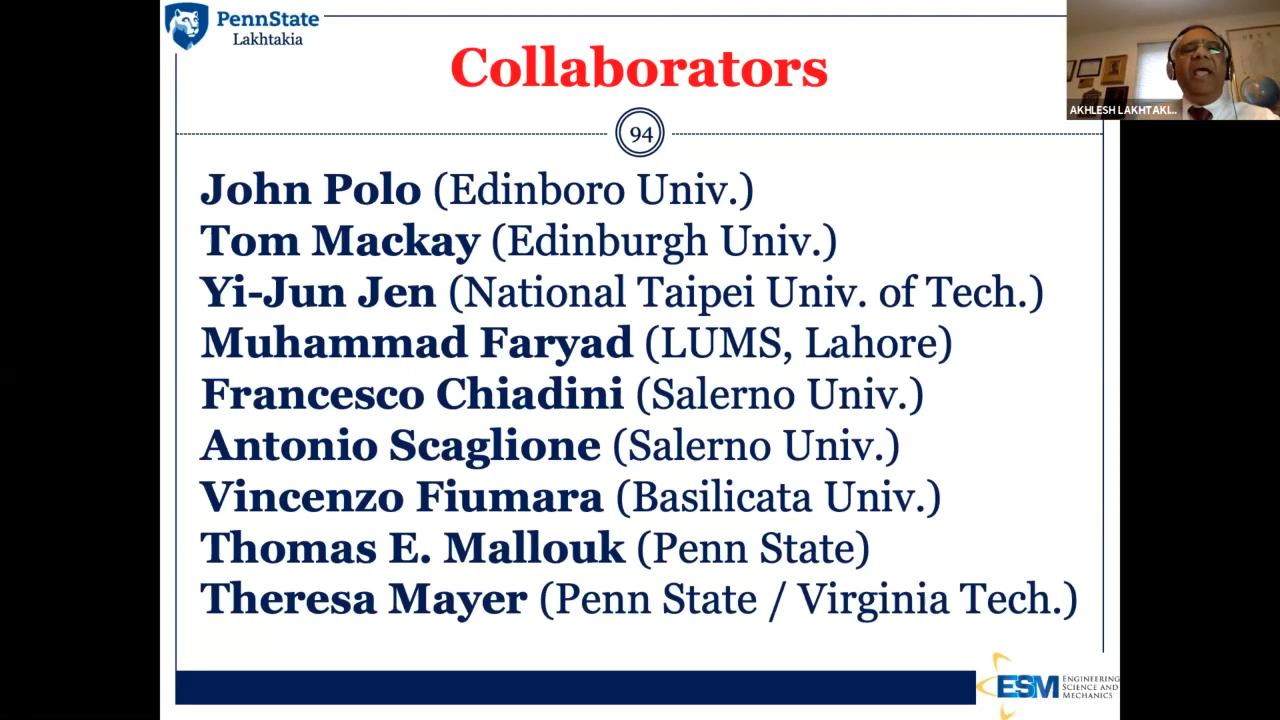 PennState
Lakhtakia
Collaborators
94
AKHLESH LAKHTAKI...
John Polo (Edinboro Univ.)
Tom Mackay (Edinburgh Univ.)
Yi-Jun Jen (National Taipei Univ. of Tech.)
Muhammad Faryad (LUMS, Lahore)
Francesco Chiadini (Salerno Univ.)
Antonio Scaglione (Salerno Univ.)
Vincenzo Fiumara (Basilicata Univ.)
Thomas E. Mallouk (Penn State)
Theresa Mayer (Penn State / Virginia Tech.)
ESM
ENGINEERING
SCIENCE AND
MECHANICS